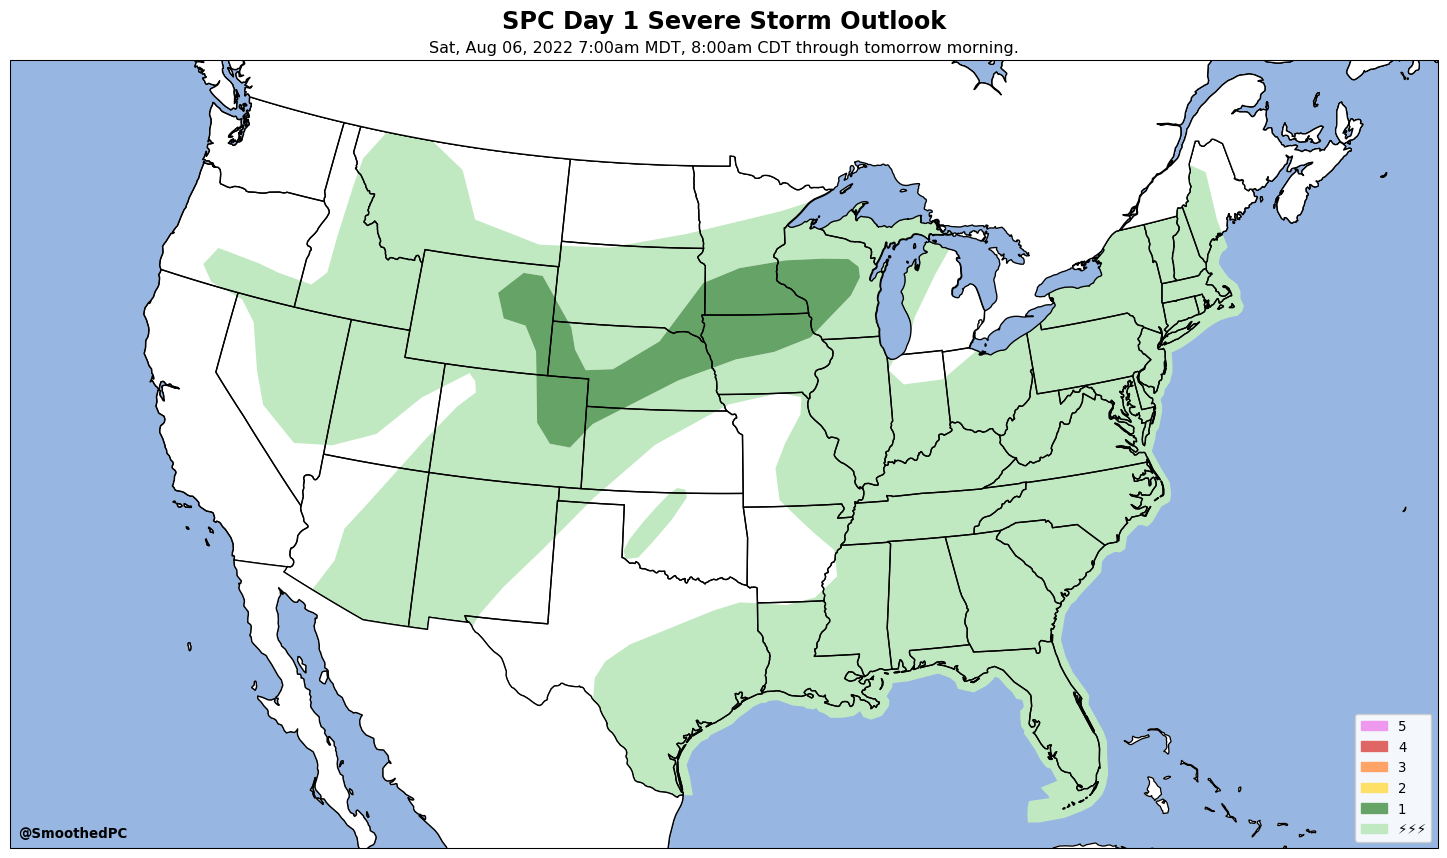 SPC Day 1 Severe Storm Outlook
Sat, Aug 06, 2022 7:00am MDT, 8:00am CDT through tomorrow morning.
5
4
3
2
1
⚡⚡⚡
@SmoothedPC